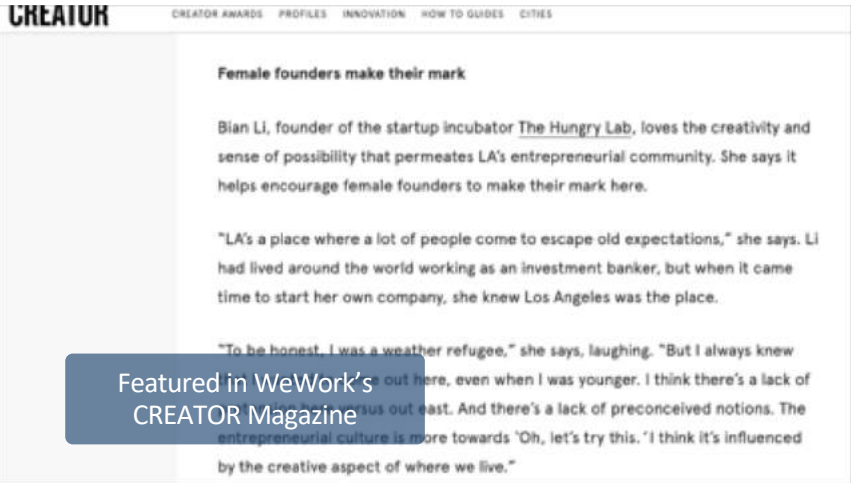 CREATOR
CREATOR AWARDS PROFILES INNOVATION HOW TO GUIDES CITIES
Female founders make their mark
Bian Li, founder of the startup incubator The Hungry Lab, loves the creativity and
sense of possibility that permeates LA's entrepreneurial community. She says it
helps encourage female founders to make their mark here.
"LA's a place where a lot of people come to escape old expectations," she says. Li
had lived around the world working as an investment banker, but when it came
time to start her own company, she knew Los Angeles was the place.
"To be honest, I was a weather refugee," she says, laughing. "But I always knew
out here, even when I was younger. I think there's a lack of
versus out east. And there's a lack of preconceived notions. The
entrepreneurial culture is more towards 'Oh, let's try this.' I think it's influenced
by the creative aspect of where we live."
Featured in WeWork's
CREATOR Magazine